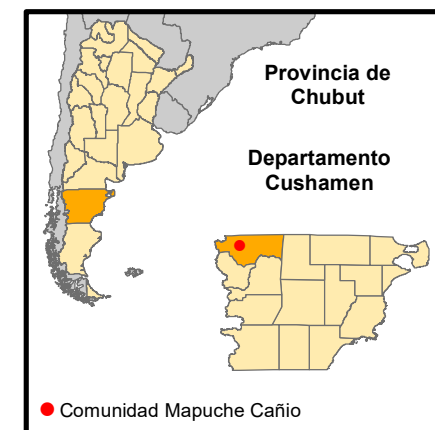 Provincia de
Chubut
Departamento
Cushamen
Comunidad Mapuche Cañio